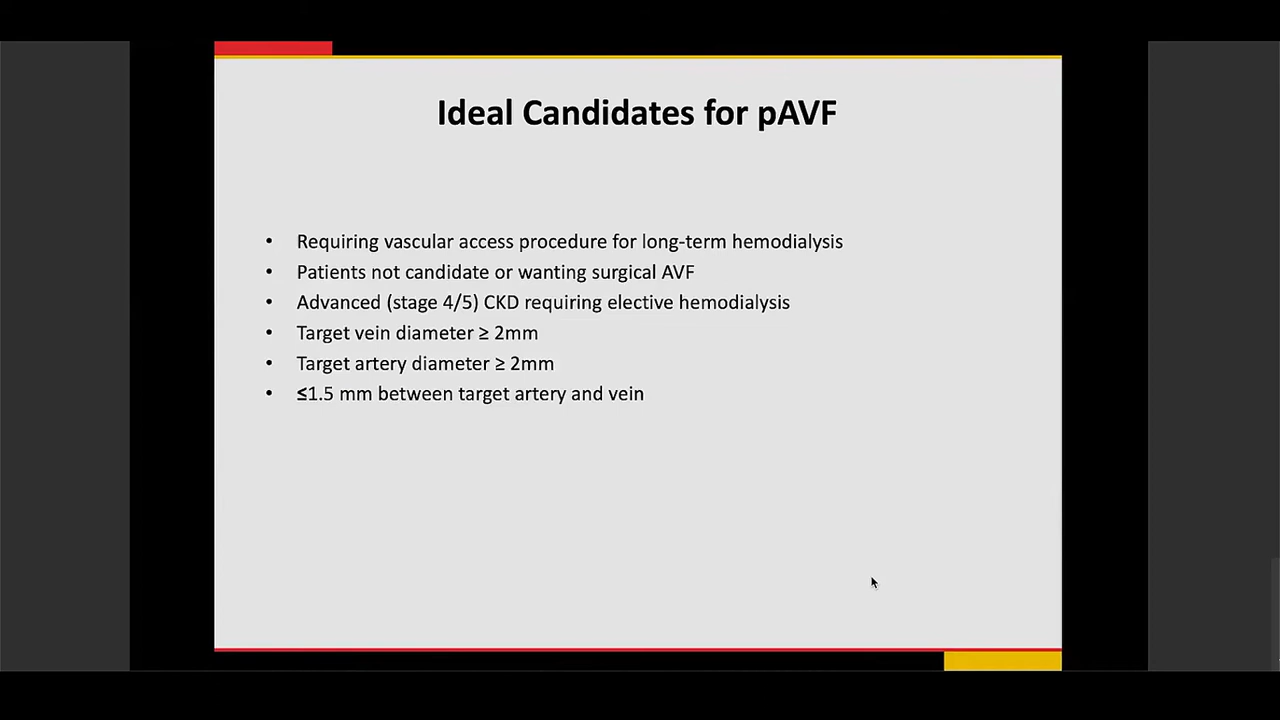 Ideal Candidates for pAVF
• Requiring vascular access procedure for long-term hemodialysis
• Patients not candidate or wanting surgical AVF
• Advanced (stage 4/5) CKD requiring elective hemodialysis
• Target vein diameter ≥ 2mm
• Target artery diameter ≥ 2mm
• ≤1.5 mm between target artery and vein